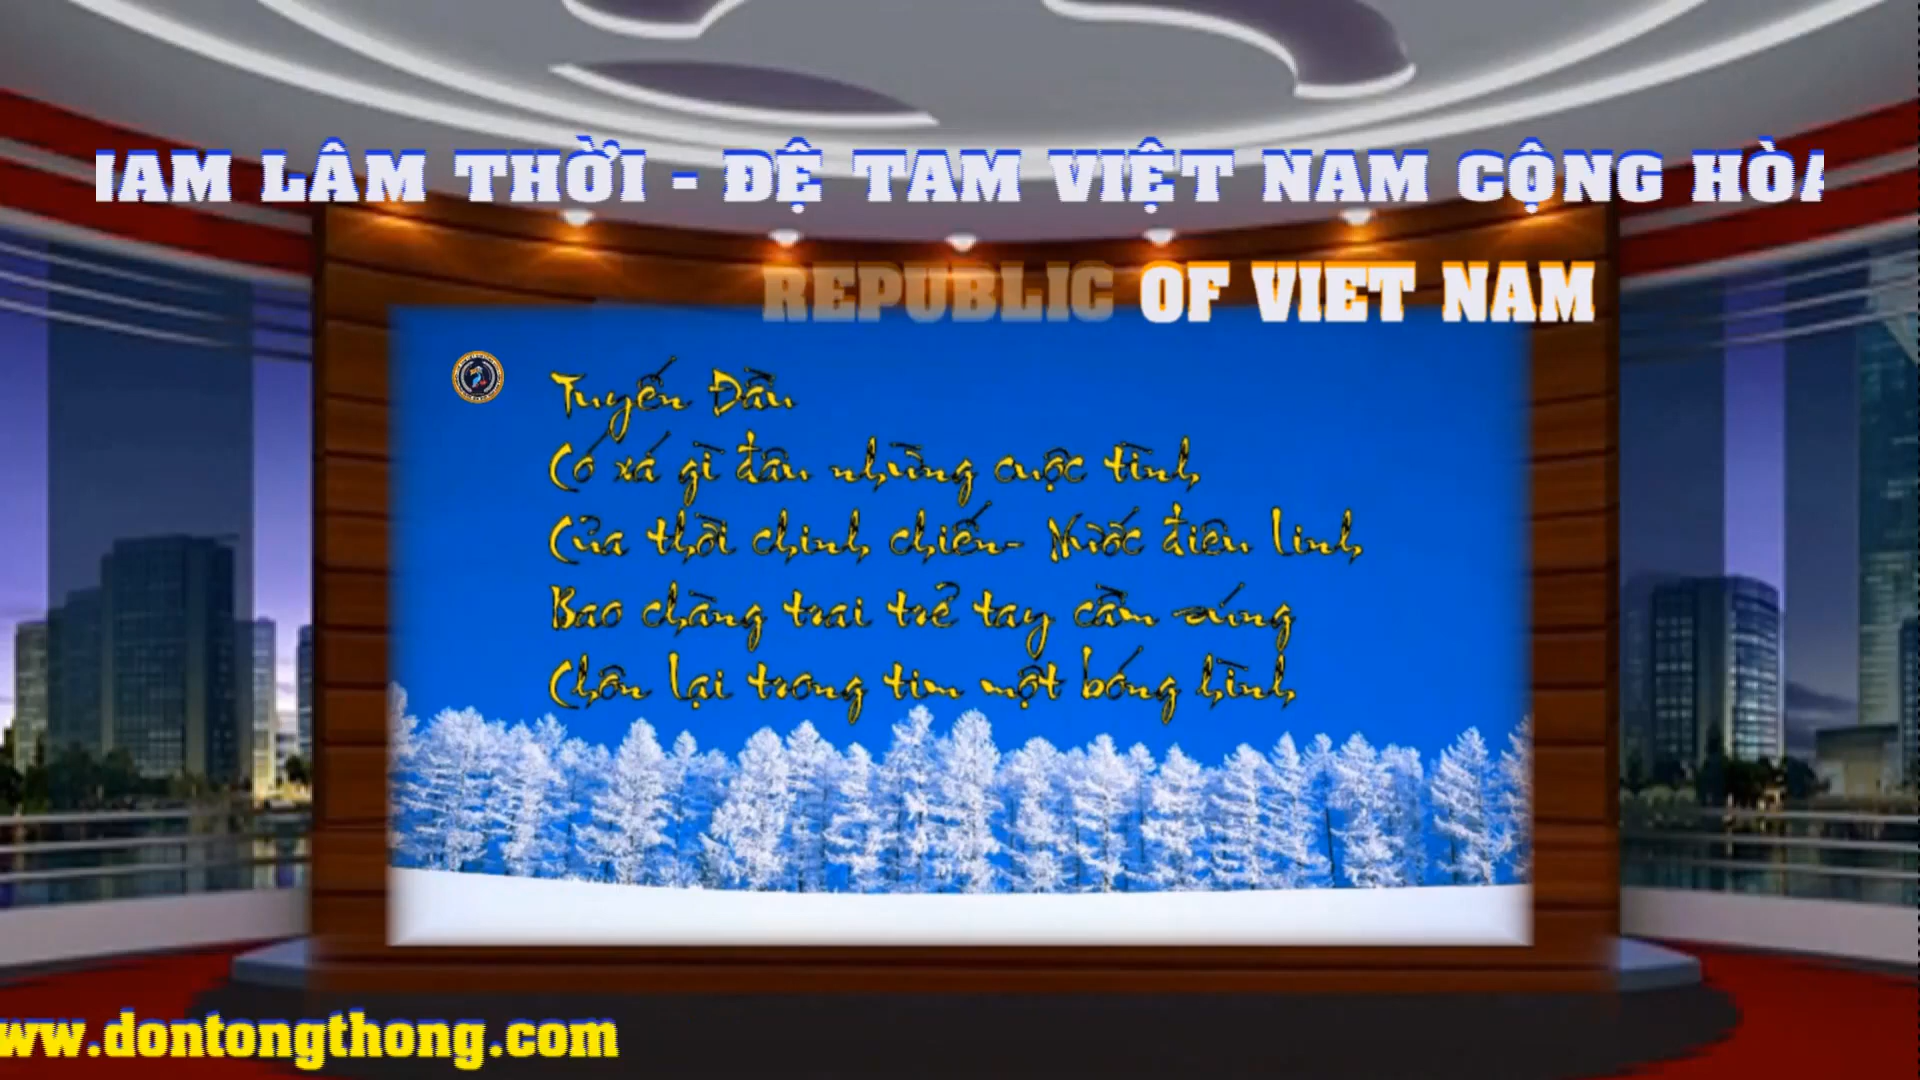 NAM LÂM THỜI - ĐỆ TAM VIỆT NAM CỘNG HÒA
REPUBLIC OF VIET NAM
Tuyến Đầu
Có xá gì đâu những cuộc tình
Của thời chinh chiến- Nước điêu linh
Bao chàng trai trẻ tay cầm súng
Chôn lại trong tim một bóng hình
ww.dontongthong.com